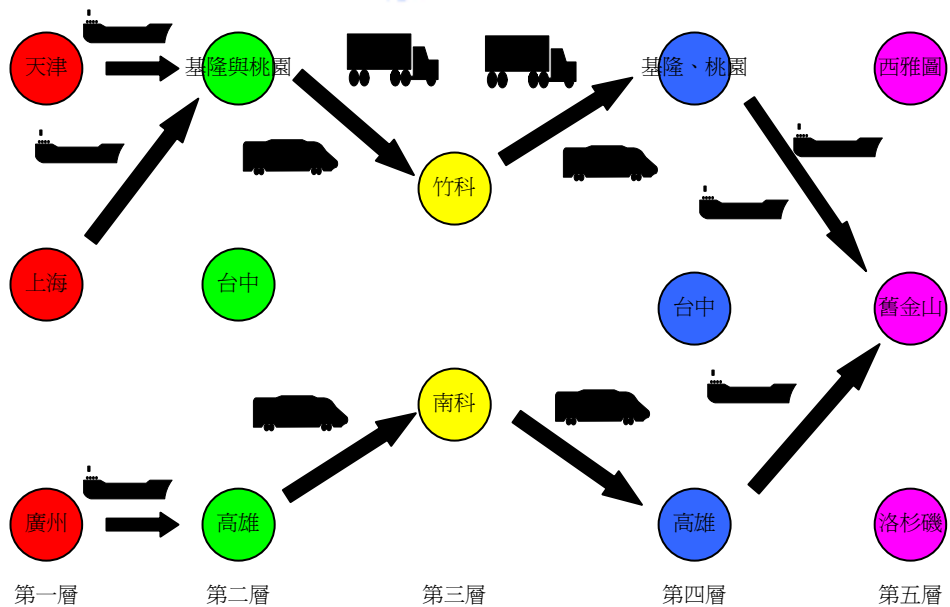 天津
基隆與桃園
基隆、桃園
西雅圖
竹科
上海
台中
台中
舊金山
南科
廣州
高雄
高雄
洛杉磯
第一層
第二層
第三層
第四層
第五層